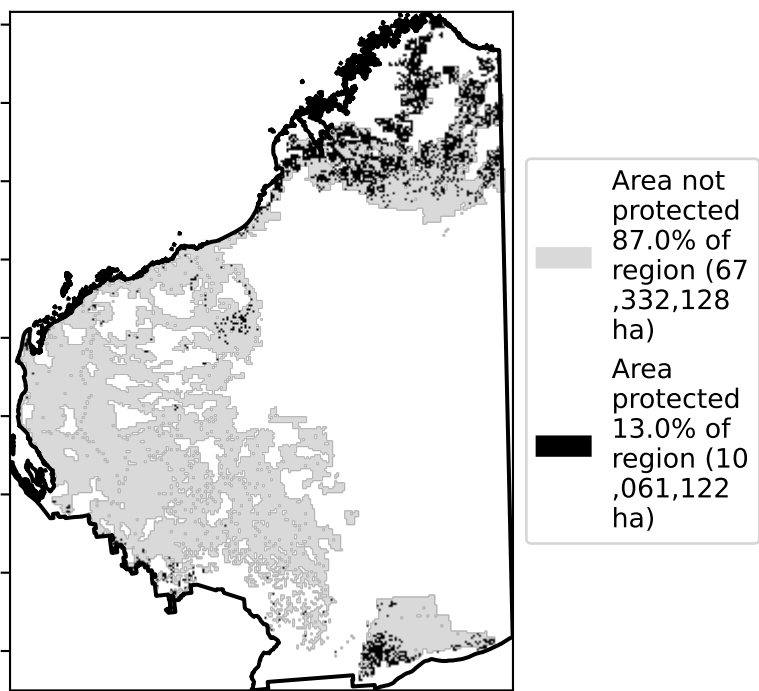 Area not
protected
87.0% of
region (67
,332,128
ha)
Area
protected
13.0% of
region (10
,061,122
ha)